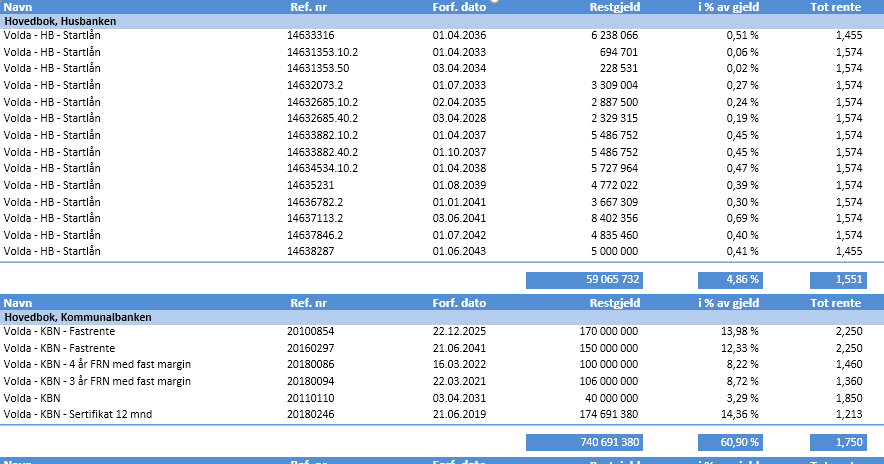 Navn Ref. nr Forf. dato Restgjeld i % av gjeld Tot rente
Hovedbok, Husbanken
Volda - HB - Startlån 14633316 01.04.2036 6 238 066 0,51 % 1,455
Volda - HB - Startlån 14631353.10.2 01.04.2033 694 701 0,06 % 1,574
Volda - HB - Startlån 14631353.50 03.04.2034 228 531 0,02 % 1,574
Volda - HB - Startlån 14632073.2 01.07.2033 3 309 004 0,27 % 1,574
Volda - HB - Startlån 14632685.10.2 02.04.2035 2 887 500 0,24 % 1,574
Volda - HB - Startlån 14632685.40.2 03.04.2028 2 329 315 0,19 % 1,574
Volda - HB - Startlån 14633882.10.2 01.04.2037 5 486 752 0,45 % 1,574
Volda - HB - Startlån 14633882.40.2 01.10.2037 5 486 752 0,45 % 1,574
Volda - HB - Startlån 14634534.10.2 01.04.2038 5 727 964 0,47 % 1,574
Volda - HB - Startlån 14635231 01.08.2039 4 772 022 0,39 % 1,574
Volda - HB - Startlån 14636782.2 01.01.2041 3 667 309 0,30 % 1,574
Volda - HB - Startlån 14637113.2 03.06.2041 8 402 356 0,69 % 1,574
Volda - HB - Startlån 14637846.2 01.07.2042 4 835 460 0,40 % 1,574
Volda - HB - Startlån 14638287 01.06.2043 5 000 000 0,41 % 1,455
59 065 732 4,86 % 1,551
Navn Ref. nr Forf. dato Restgjeld i % av gjeld Tot rente
Hovedbok, Kommunalbanken
Volda - KBN - Fastrente 20100854 22.12.2025 170 000 000 13,98 % 2,250
Volda - KBN - Fastrente 20160297 21.06.2041 150 000 000 12,33 % 2,250
Volda - KBN - 4 år FRN med fast margin 20180086 16.03.2022 100 000 000 8,22 % 1,460
Volda - KBN - 3 år FRN med fast margin 20180094 22.03.2021 106 000 000 8,72 % 1,360
Volda - KBN 20110110 03.04.2031 40 000 000 3,29 % 1,850
Volda - KBN - Sertifikat 12 mnd 20180246 21.06.2019 174 691 380 14,36 % 1,213
740 691 380 60,90 % 1,750
Navn Ref. nr Forf. dato Restgjeld i % av gjeld Tot rente